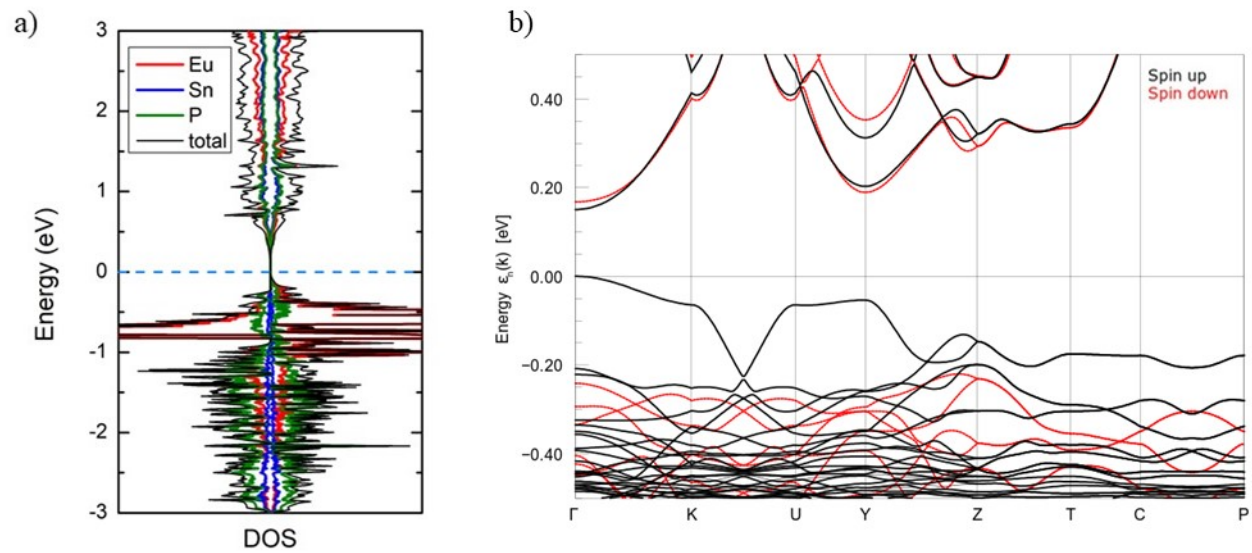 a)
3
2
1
0
-1
-2
-3
Energy (eV)
Eu
Sn
P
total
DOS
b)
0.40
0.20
0.00
−0.20
−0.40
Energy εn(k) [eV]
Spin up
Spin down
Γ K U Y Z T C P